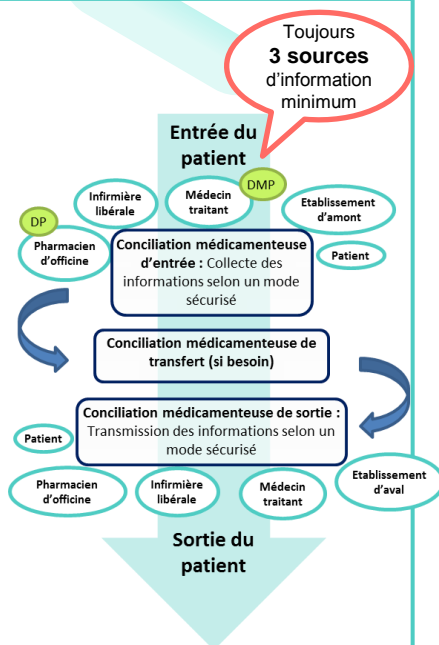 Toujours
3 sources
d'information
minimum
Entrée du
patient
DMP
Infirmière
libérale
Médecin
traitant
Etablissement
d'amont
DP
Pharmacien
d'officine
Conciliation médicamenteuse
d'entrée : Collecte des
informations selon un mode
sécurisé
Patient
Conciliation médicamenteuse de
transfert (si besoin)
Conciliation médicamenteuse de sortie :
Transmission des informations selon un
mode sécurisé
Patient
Pharmacien
d'officine
Infirmière
libérale
Médecin
traitant
Etablissement
d'aval
Sortie du
patient